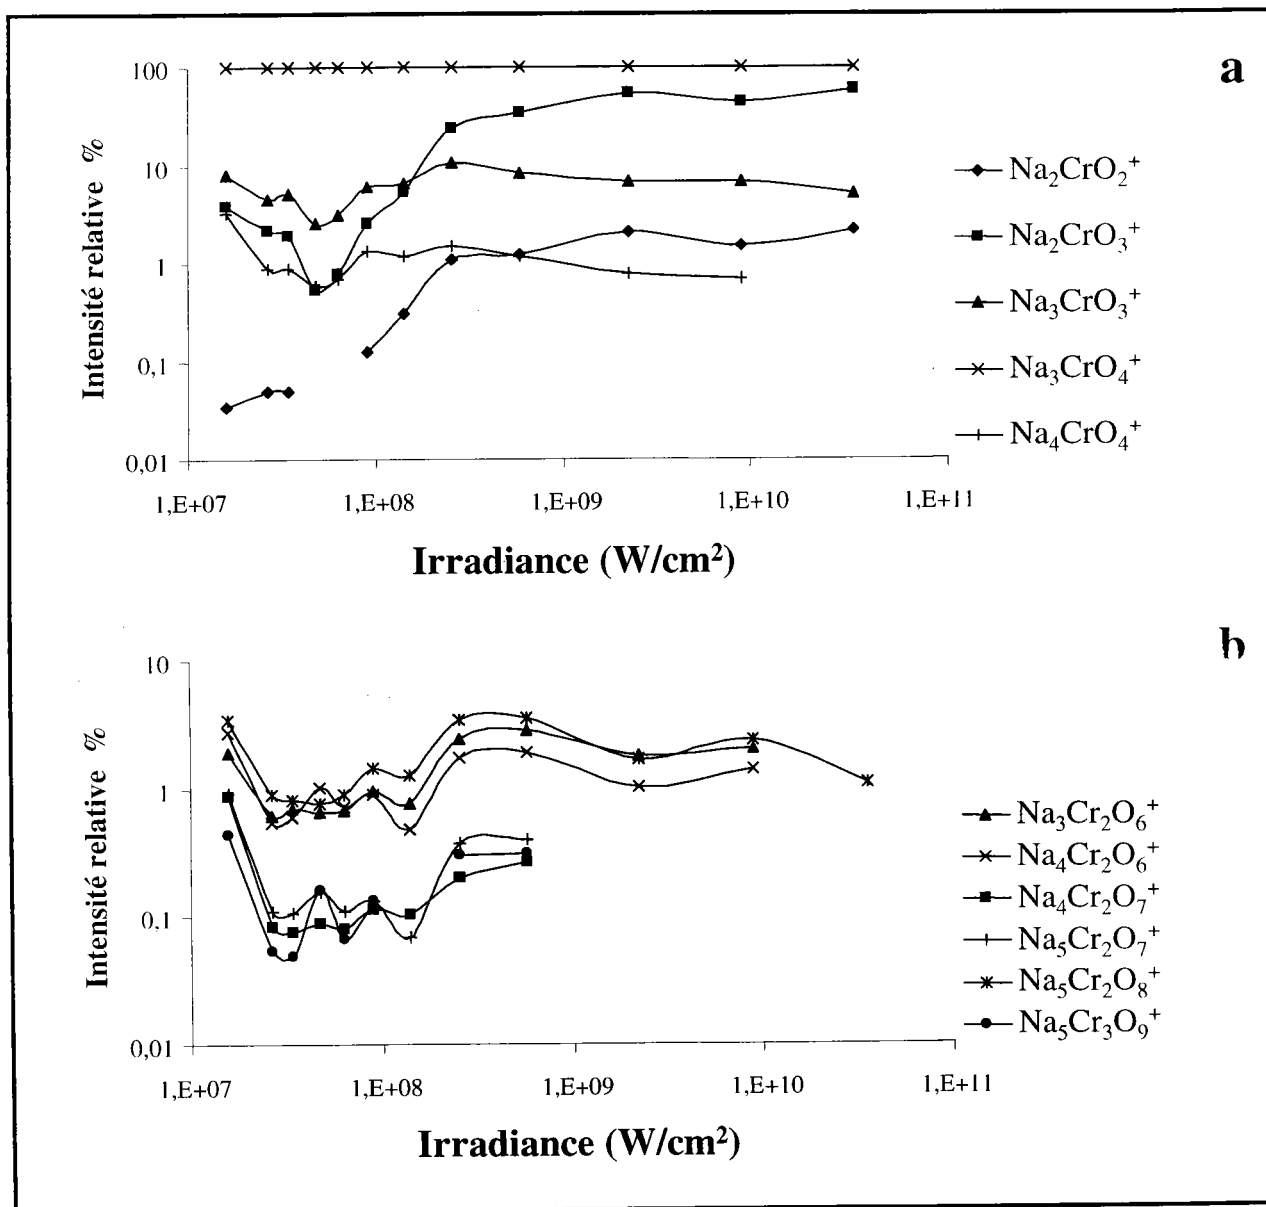 a
Intensité relative %
100
10
1
0,1
0,01
1,E+07
1,E+08
1,E+09
1,E+10
1,E+11
Irradiance (W/cm²)
Na₂CrO₂⁺
Na₂CrO₃⁺
Na₃CrO₃⁺
Na₃CrO₄⁺
Na₄CrO₄⁺
b
Intensité relative %
10
1
0.1
0,01
1,E+07
1,E+08
1,E+09
1,E+10
1,E+11
Irradiance (W/cm²)
Na₃Cr₂O₆⁺
Na₄Cr₂O₆⁺
Na₄Cr₂O₇⁺
Na₅Cr₂O₇⁺
Na₅Cr₂O₈⁺
Na₅Cr₃O₉⁺